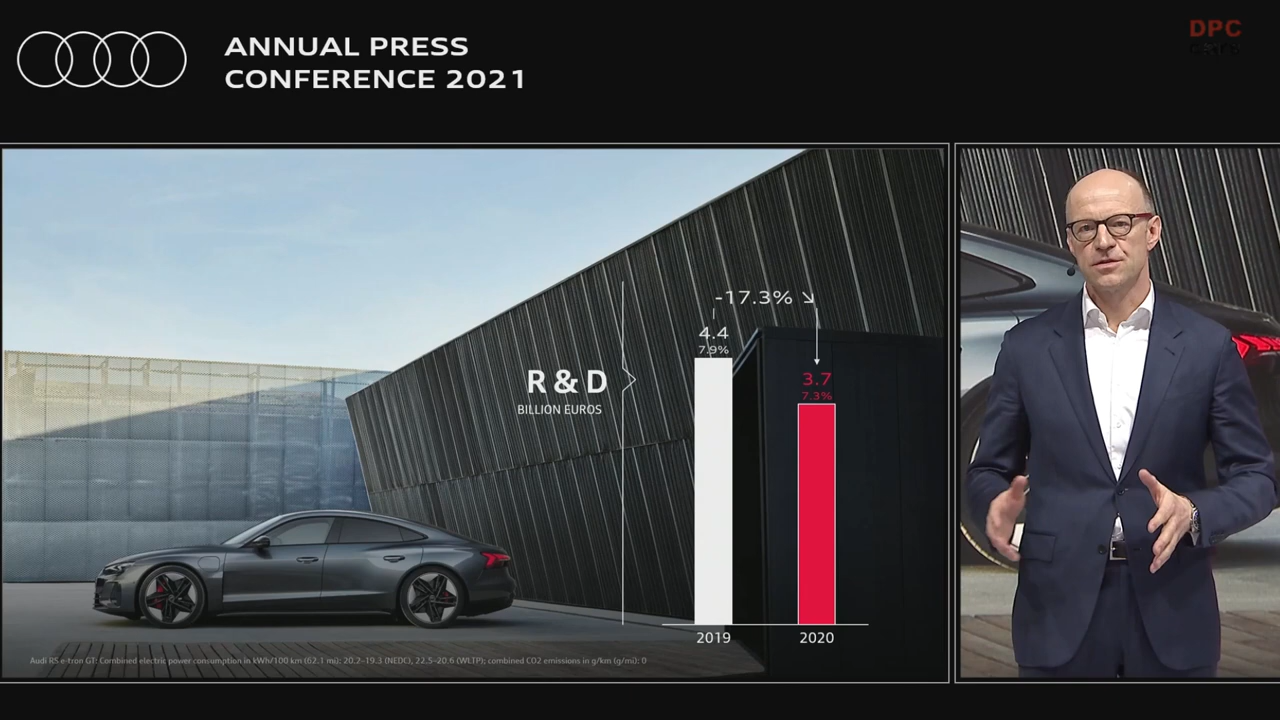 ANNUAL PRESS
CONFERENCE 2021
DPC
-17.3%
4.4
7.9%
3.7
7.3%
R & D
BILLION EUROS
2019
2020
Audi RS e-tron GT: Combined electric power consumption in kWh/100 km (62.1 mi): 20.2–19.3 (NEDC), 22.5–20.6 (WLTP); combined CO2 emissions in g/km (g/mi): 0